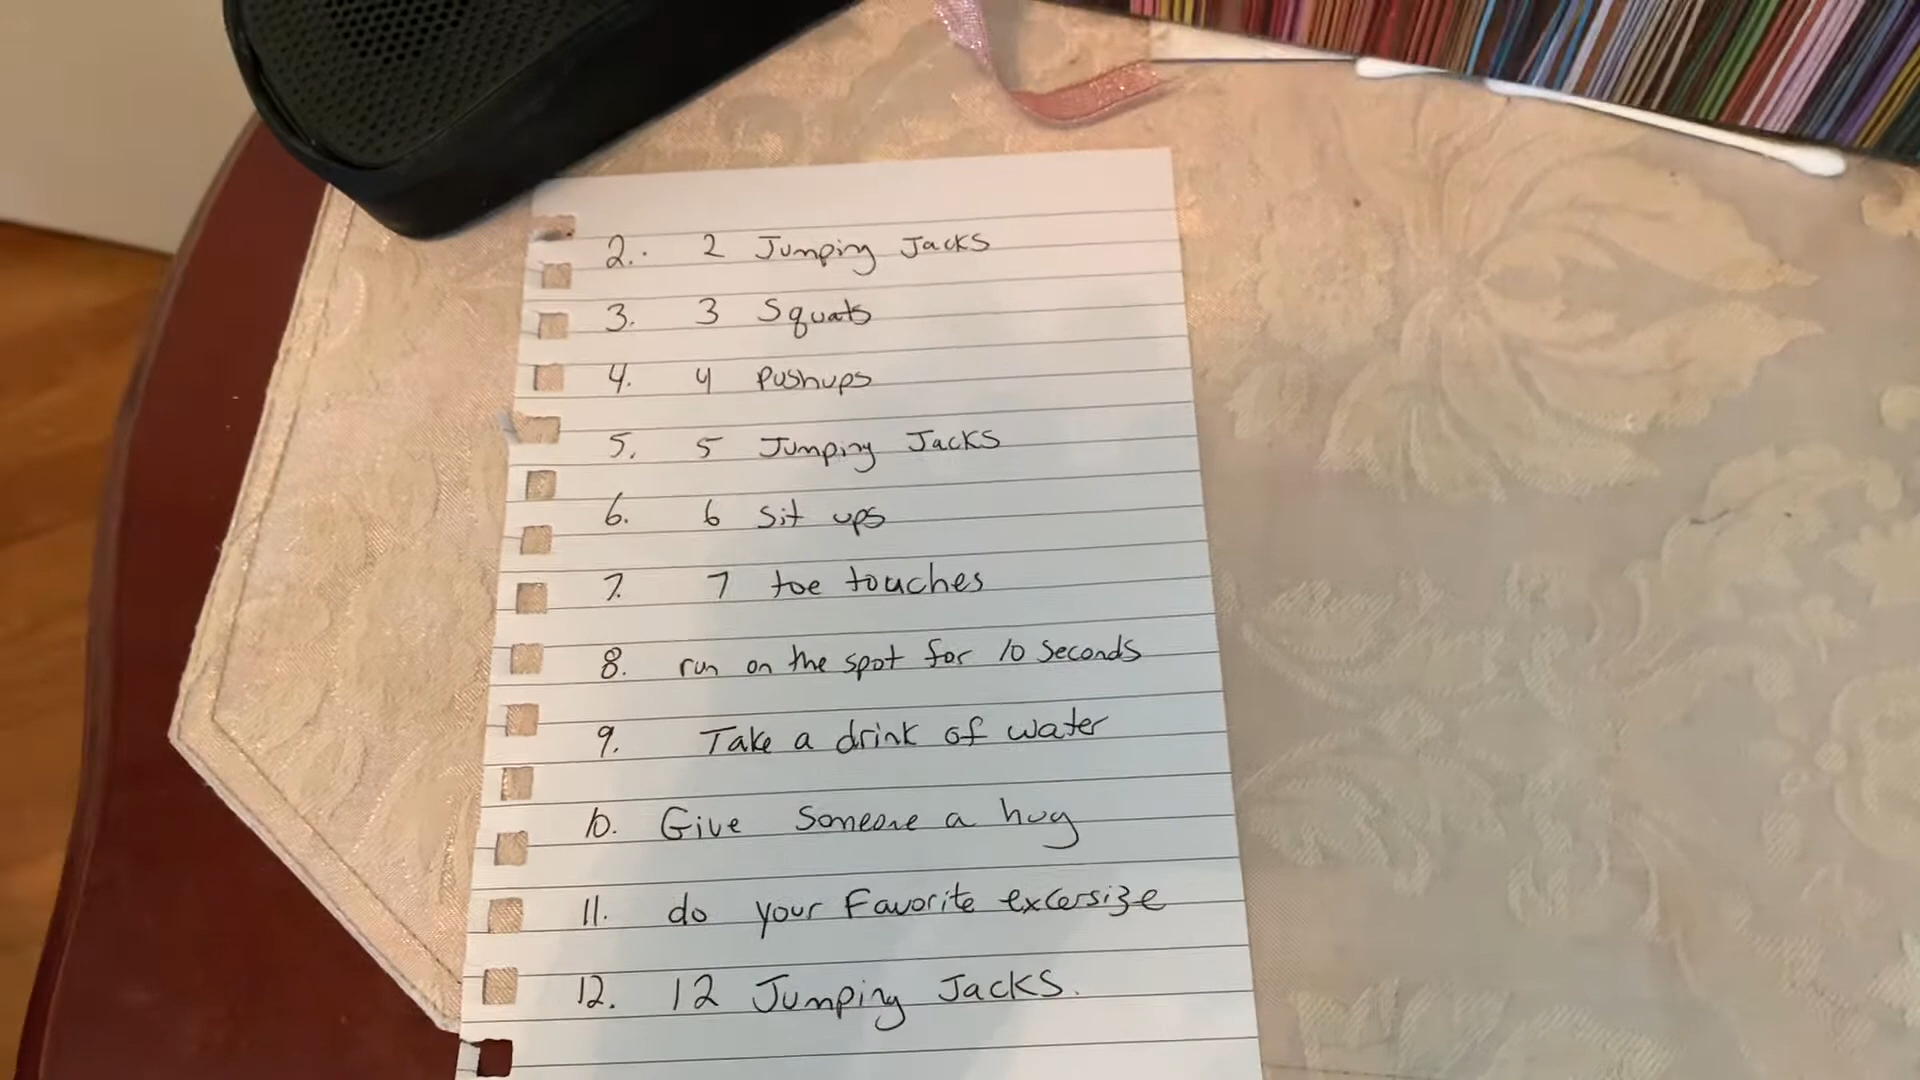 2. 2 Jumping Jacks
3. 3 Squats
4. 4 Pushups
5. 5 Jumping Jacks
6. 6 sit ups
7. 7 toe touches
8. run on the spot for 10 seconds
9. Take a drink of water
10. Give Someone a hug
11. do your Favorite excersize
12. 12 Jumping Jacks.